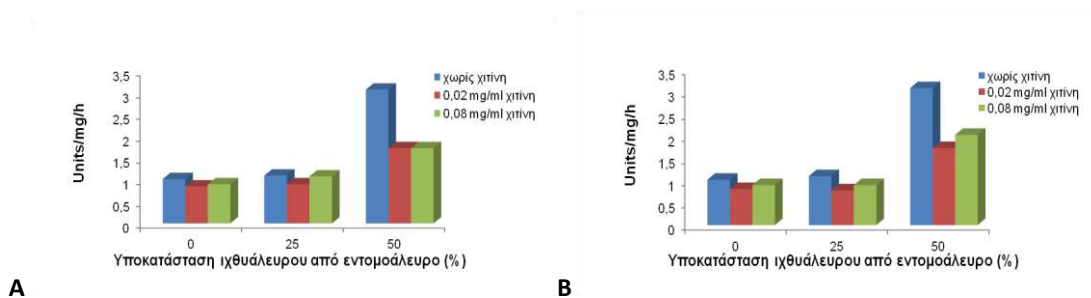 3,5
3
2,5
2
1,5
1
0,5
0
Units/mg/h
χωρίς χιτίνη
0,02 mg/ml χιτίνη
0,08 mg/ml χιτίνη
0 25 50
Υποκατάσταση ιχθυάλευρου από εντομοάλευρο (%)
A
3,5
3
2,5
2
1,5
1
0,5
0
Units/mg/h
χωρίς χιτίνη
0,02 mg/ml χιτίνη
0,08 mg/ml χιτίνη
0 25 50
Υποκατάσταση ιχθυάλευρου από εντομοάλευρο (%)
B